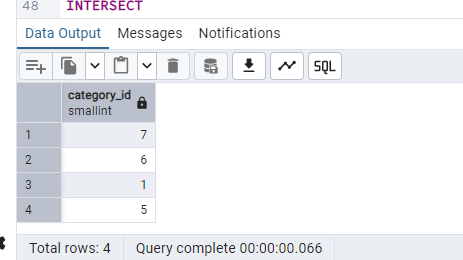 48 INTERSECT
Data Output Messages Notifications
SQL
category_id
smallint
1 7
2 6
3 1
4 5
Total rows: 4 Query complete 00:00:00.066